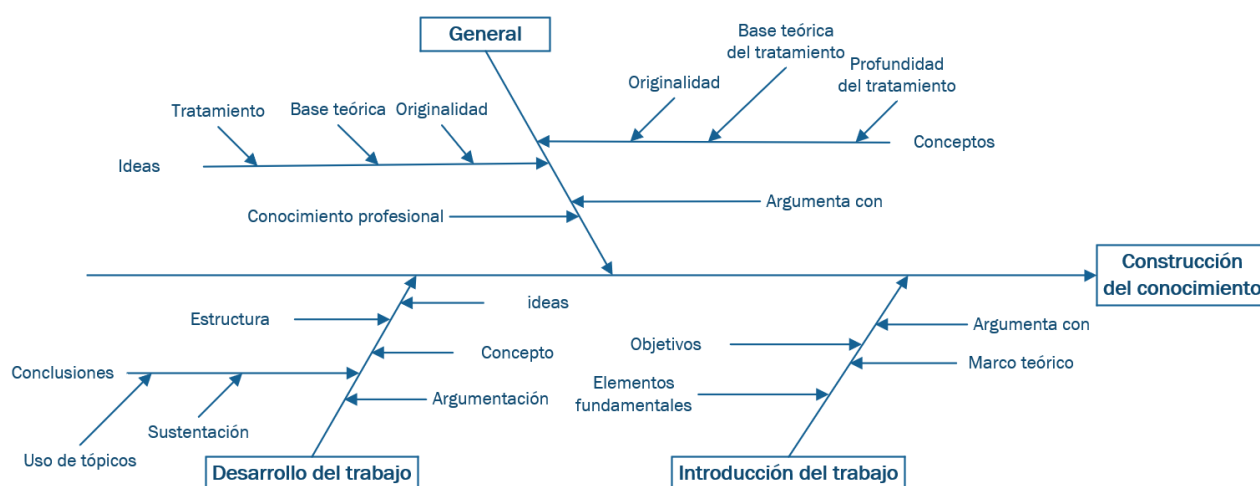 General
Base teórica
del tratamiento
Originalidad
Profundidad
del tratamiento
Tratamiento
Base teórica
Originalidad
Conceptos
Ideas
Argumenta con
Conocimiento profesional
Construcción
del conocimiento
ideas
Estructura
Argumenta con
Objetivos
Concepto
Marco teórico
Conclusiones
Elementos
fundamentales
Argumentación
Sustentación
Uso de tópicos
Desarrollo del trabajo
Introducción del trabajo